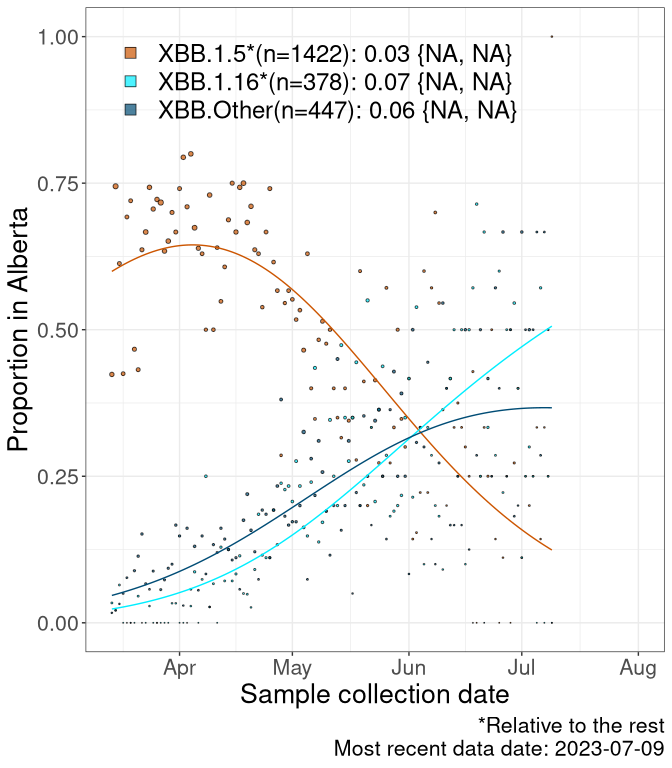 1.00
0.75
0.50
0.25
0.00
Proportion in Alberta
XBB.1.5*(n=1422): 0.03 {NA, NA}
XBB.1.16*(n=378): 0.07 {NA, NA}
XBB.Other(n=447): 0.06 {NA, NA}
Apr May Jun Jul Aug
Sample collection date
*Relative to the rest
Most recent data date: 2023-07-09